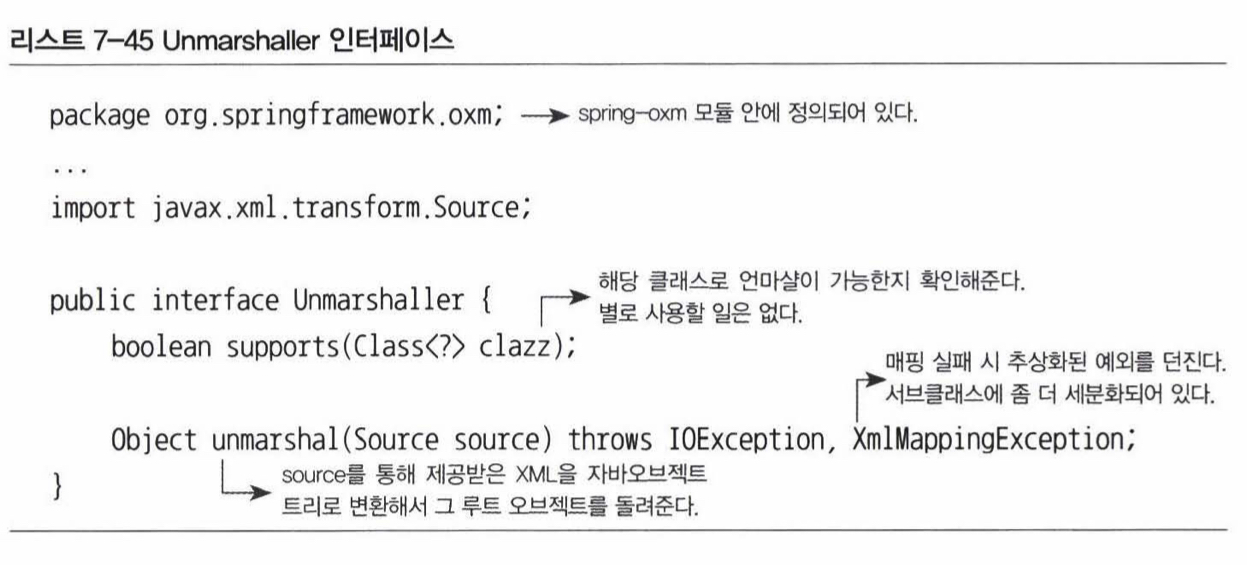 리스트 7-45 Unmarshaller 인터페이스
package org.springframework.oxm; → spring-oxm 모듈 안에 정의되어 있다.
...
import javax.xml.transform.Source;
해당 클래스로 언마샬이 가능한지 확인해준다.
public interface Unmarshaller {
별로 사용할 일은 없다.
boolean supports(Class<?> clazz);
매핑 실패 시 추상화된 예외를 던진다.
서브클래스에 좀 더 세분화되어 있다.
Object unmarshal(Source source) throws IOException, XmlMappingException;
source를 통해 제공받은 XML을 자바오브젝트
트리로 변환해서 그 루트 오브젝트를 돌려준다.
}